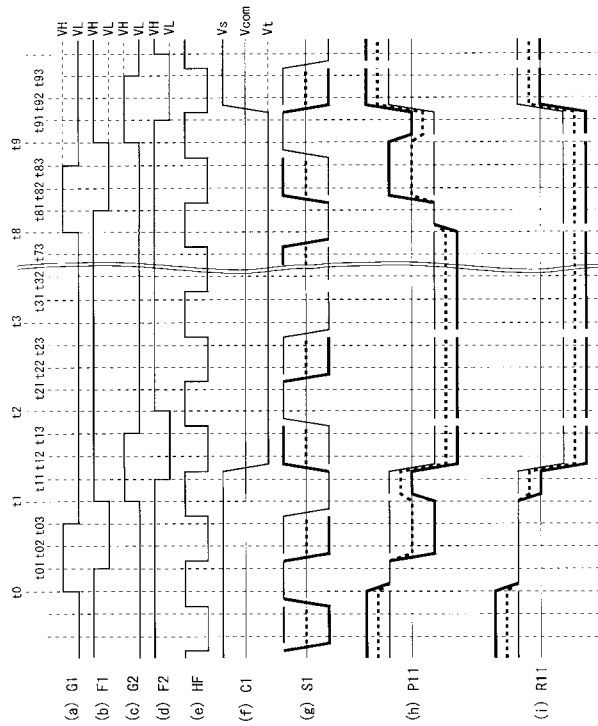 t0 t1 t2 t3 t8 t9
t01 t02 t03 t11 t12 t13 t21 t22 t23 t31 t32 t73 t81 t82 t83 t91 t92 t93
(a) G1 VH
VL
(b) F1 VH
VL
(c) G2 VH
VL
(d) F2 VH
VL
(e) HF
(f) C1 Vs
Vcom
Vt
(g) S1
(h) P11
(i) R11